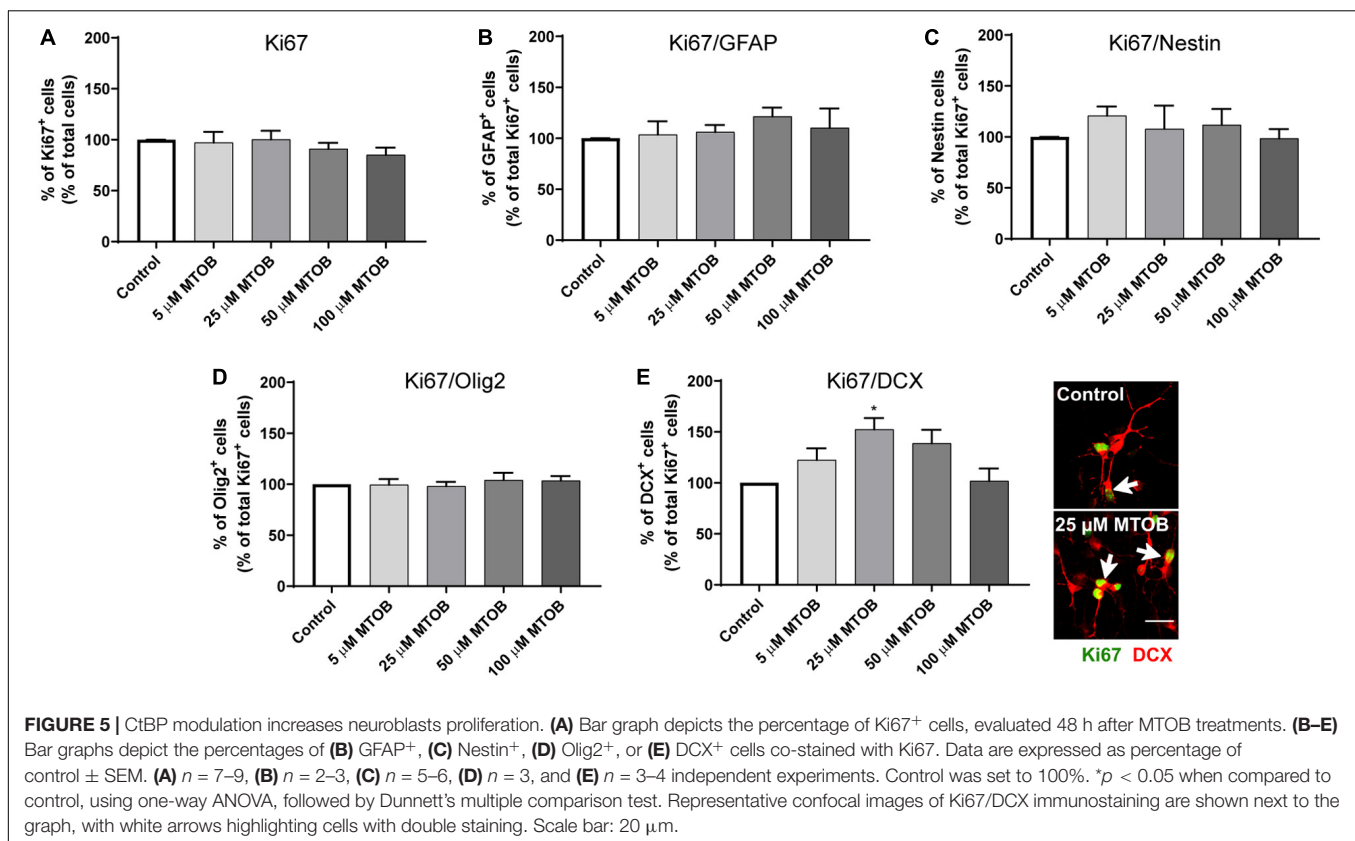 A
Ki67
% of Ki67⁺ cells
(% of total cells)
200
150
100
50
0
Control
5 μM MTOB
25 μM MTOB
50 μM MTOB
100 μM MTOB
B
Ki67/GFAP
% of GFAP⁺ cells
(% of total Ki67⁺ cells)
200
150
100
50
0
Control
5 μM MTOB
25 μM MTOB
50 μM MTOB
100 μM MTOB
C
Ki67/Nestin
% of Nestin cells
(% of total Ki67⁺ cells)
200
150
100
50
0
Control
5 μM MTOB
25 μM MTOB
50 μM MTOB
100 μM MTOB
D
Ki67/Olig2
% of Olig2⁺ cells
(% of total Ki67⁺ cells)
200
150
100
50
0
Control
5 μM MTOB
25 μM MTOB
50 μM MTOB
100 μM MTOB
E
Ki67/DCX
% of DCX⁺ cells
(% of total Ki67⁺ cells)
200
150
100
50
0
*
Control
5 μM MTOB
25 μM MTOB
50 μM MTOB
100 μM MTOB
Control
25 μM MTOB
Ki67 DCX
FIGURE 5 | CtBP modulation increases neuroblasts proliferation. (A) Bar graph depicts the percentage of Ki67⁺ cells, evaluated 48 h after MTOB treatments. (B–E)
Bar graphs depict the percentages of (B) GFAP⁺, (C) Nestin⁺, (D) Olig2⁺, or (E) DCX⁺ cells co-stained with Ki67. Data are expressed as percentage of
control ± SEM. (A) n = 7–9, (B) n = 2–3, (C) n = 5–6, (D) n = 3, and (E) n = 3–4 independent experiments. Control was set to 100%. *p < 0.05 when compared to
control, using one-way ANOVA, followed by Dunnett's multiple comparison test. Representative confocal images of Ki67/DCX immunostaining are shown next to the
graph, with white arrows highlighting cells with double staining. Scale bar: 20 μm.